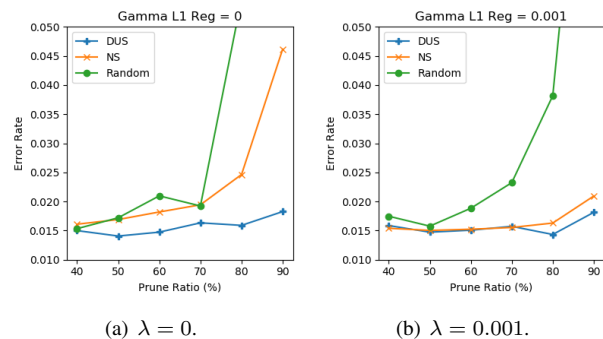 Gamma L1 Reg = 0
0.050
0.045
0.040
0.035
0.030
0.025
0.020
0.015
0.010
Error Rate
DUS
NS
Random
40 50 60 70 80 90
Prune Ratio (%)
(a) λ = 0.
Gamma L1 Reg = 0.001
0.050
0.045
0.040
0.035
0.030
0.025
0.020
0.015
0.010
Error Rate
DUS
NS
Random
40 50 60 70 80 90
Prune Ratio (%)
(b) λ = 0.001.